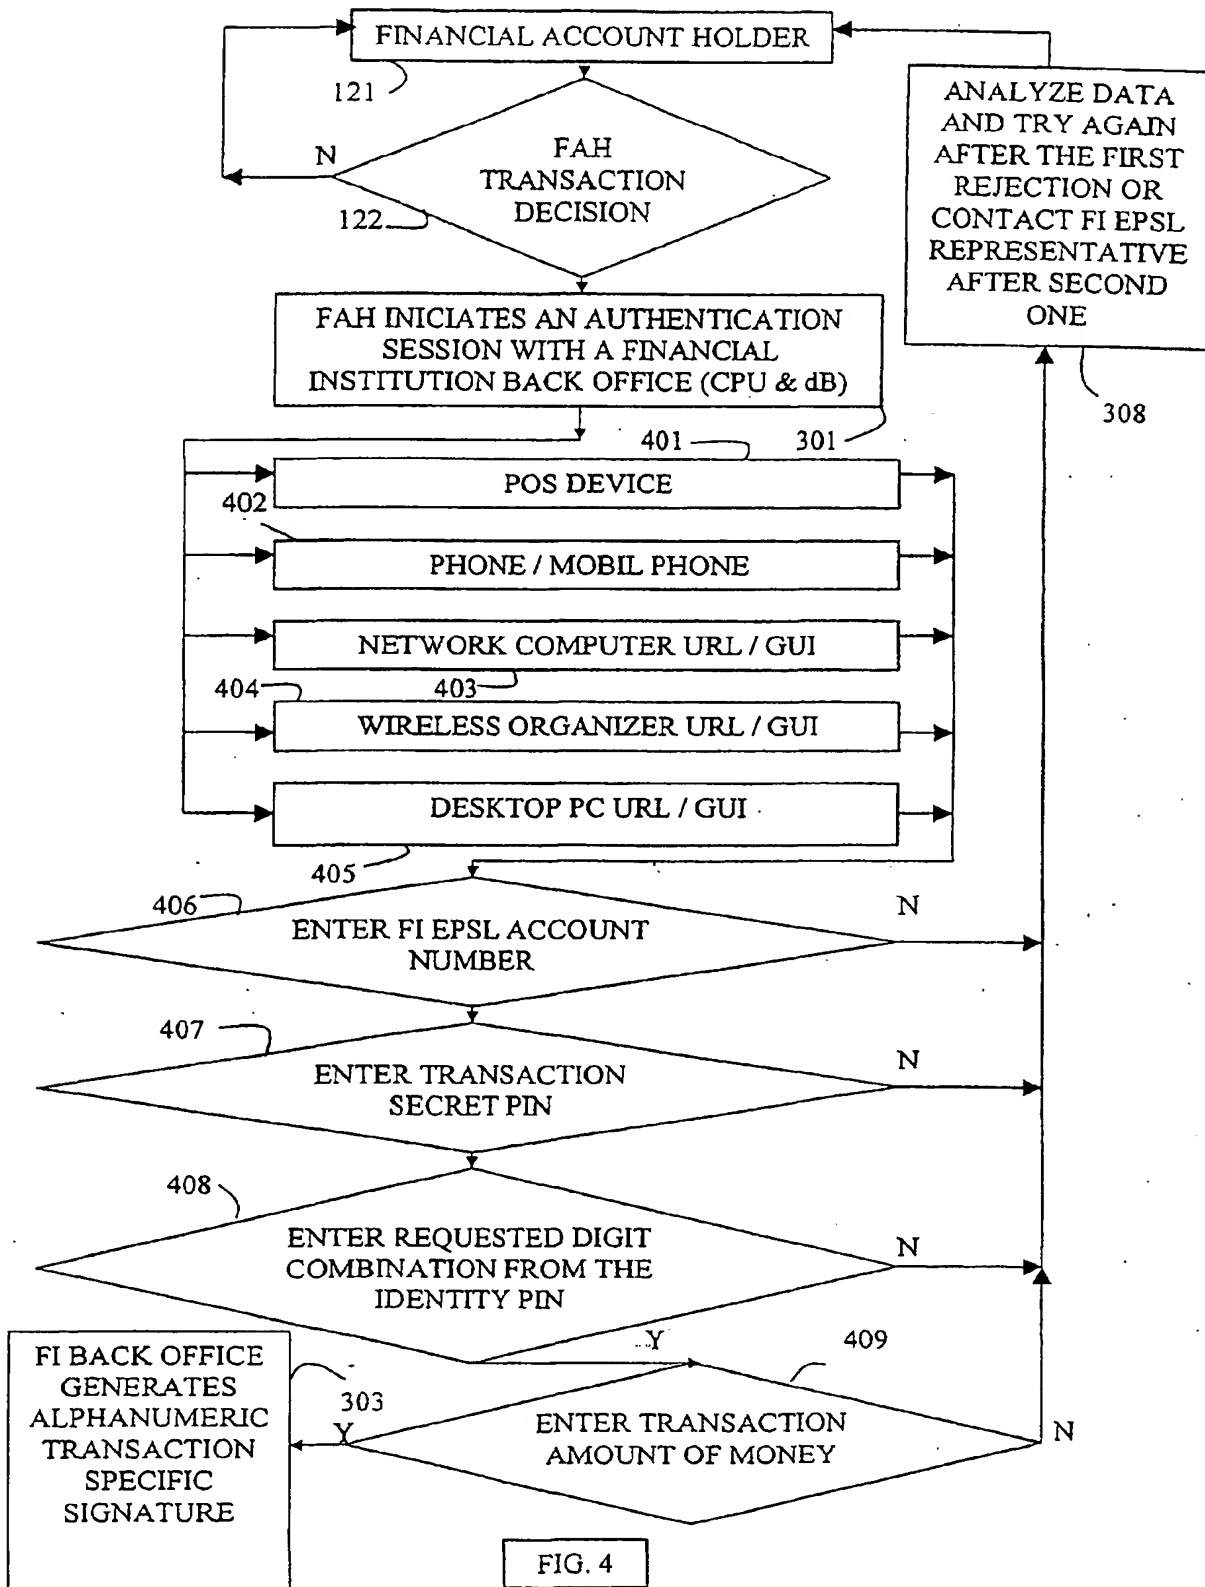 FINANCIAL ACCOUNT HOLDER
121
ANALYZE DATA
AND TRY AGAIN
AFTER THE FIRST
REJECTION OR
CONTACT FI EPSL
REPRESENTATIVE
AFTER SECOND
ONE
308
N
FAH
TRANSACTION
DECISION
122
FAH INICIATES AN AUTHENTICATION
SESSION WITH A FINANCIAL
INSTITUTION BACK OFFICE (CPU & dB)
301
401
POS DEVICE
402
PHONE / MOBIL PHONE
NETWORK COMPUTER URL / GUI
403
404
WIRELESS ORGANIZER URL / GUI
DESKTOP PC URL / GUI
405
406
N
ENTER FI EPSL ACCOUNT
NUMBER
407
N
ENTER TRANSACTION
SECRET PIN
408
N
ENTER REQUESTED DIGIT
COMBINATION FROM THE
IDENTITY PIN
Y
409
ENTER TRANSACTION
AMOUNT OF MONEY
N
Y
303
FI BACK OFFICE
GENERATES
ALPHANUMERIC
TRANSACTION
SPECIFIC
SIGNATURE
FIG. 4